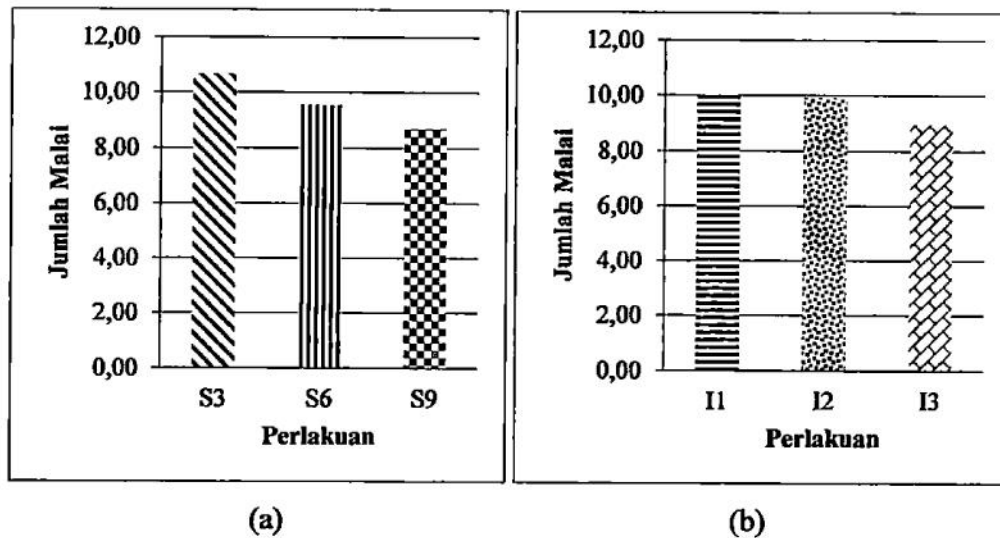 12,00
10,00
8,00
6,00
4,00
2,00
0,00
Jumlah Malai
S3 S6 S9
Perlakuan
(a)
12,00
10,00
8,00
6,00
4,00
2,00
0,00
Jumlah Malai
I1 I2 I3
Perlakuan
(b)